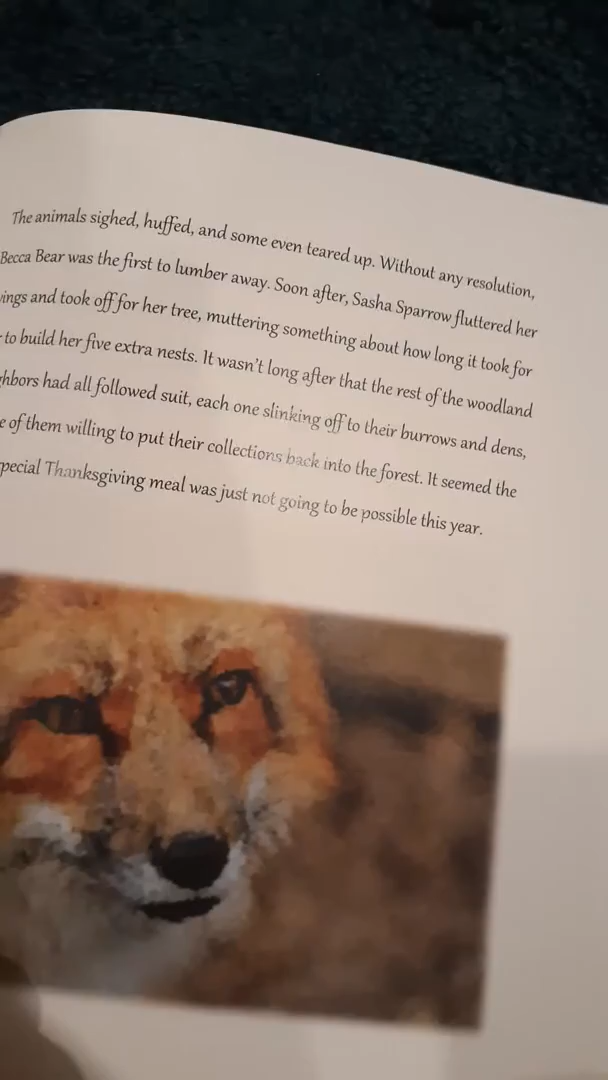 The animals sighed, huffed, and some even teared up. Without any resolution,
Becca Bear was the first to lumber away. Soon after, Sasha Sparrow fluttered her
and took off for her tree, muttering something about how long it took for
to build her five extra nests. It wasn't long after that the rest of the woodland
had all followed suit, each one slinking off to their burrows and dens,
of them willing to put their collections back into the forest. It seemed the
Thanksgiving meal was just not going to be possible this year.